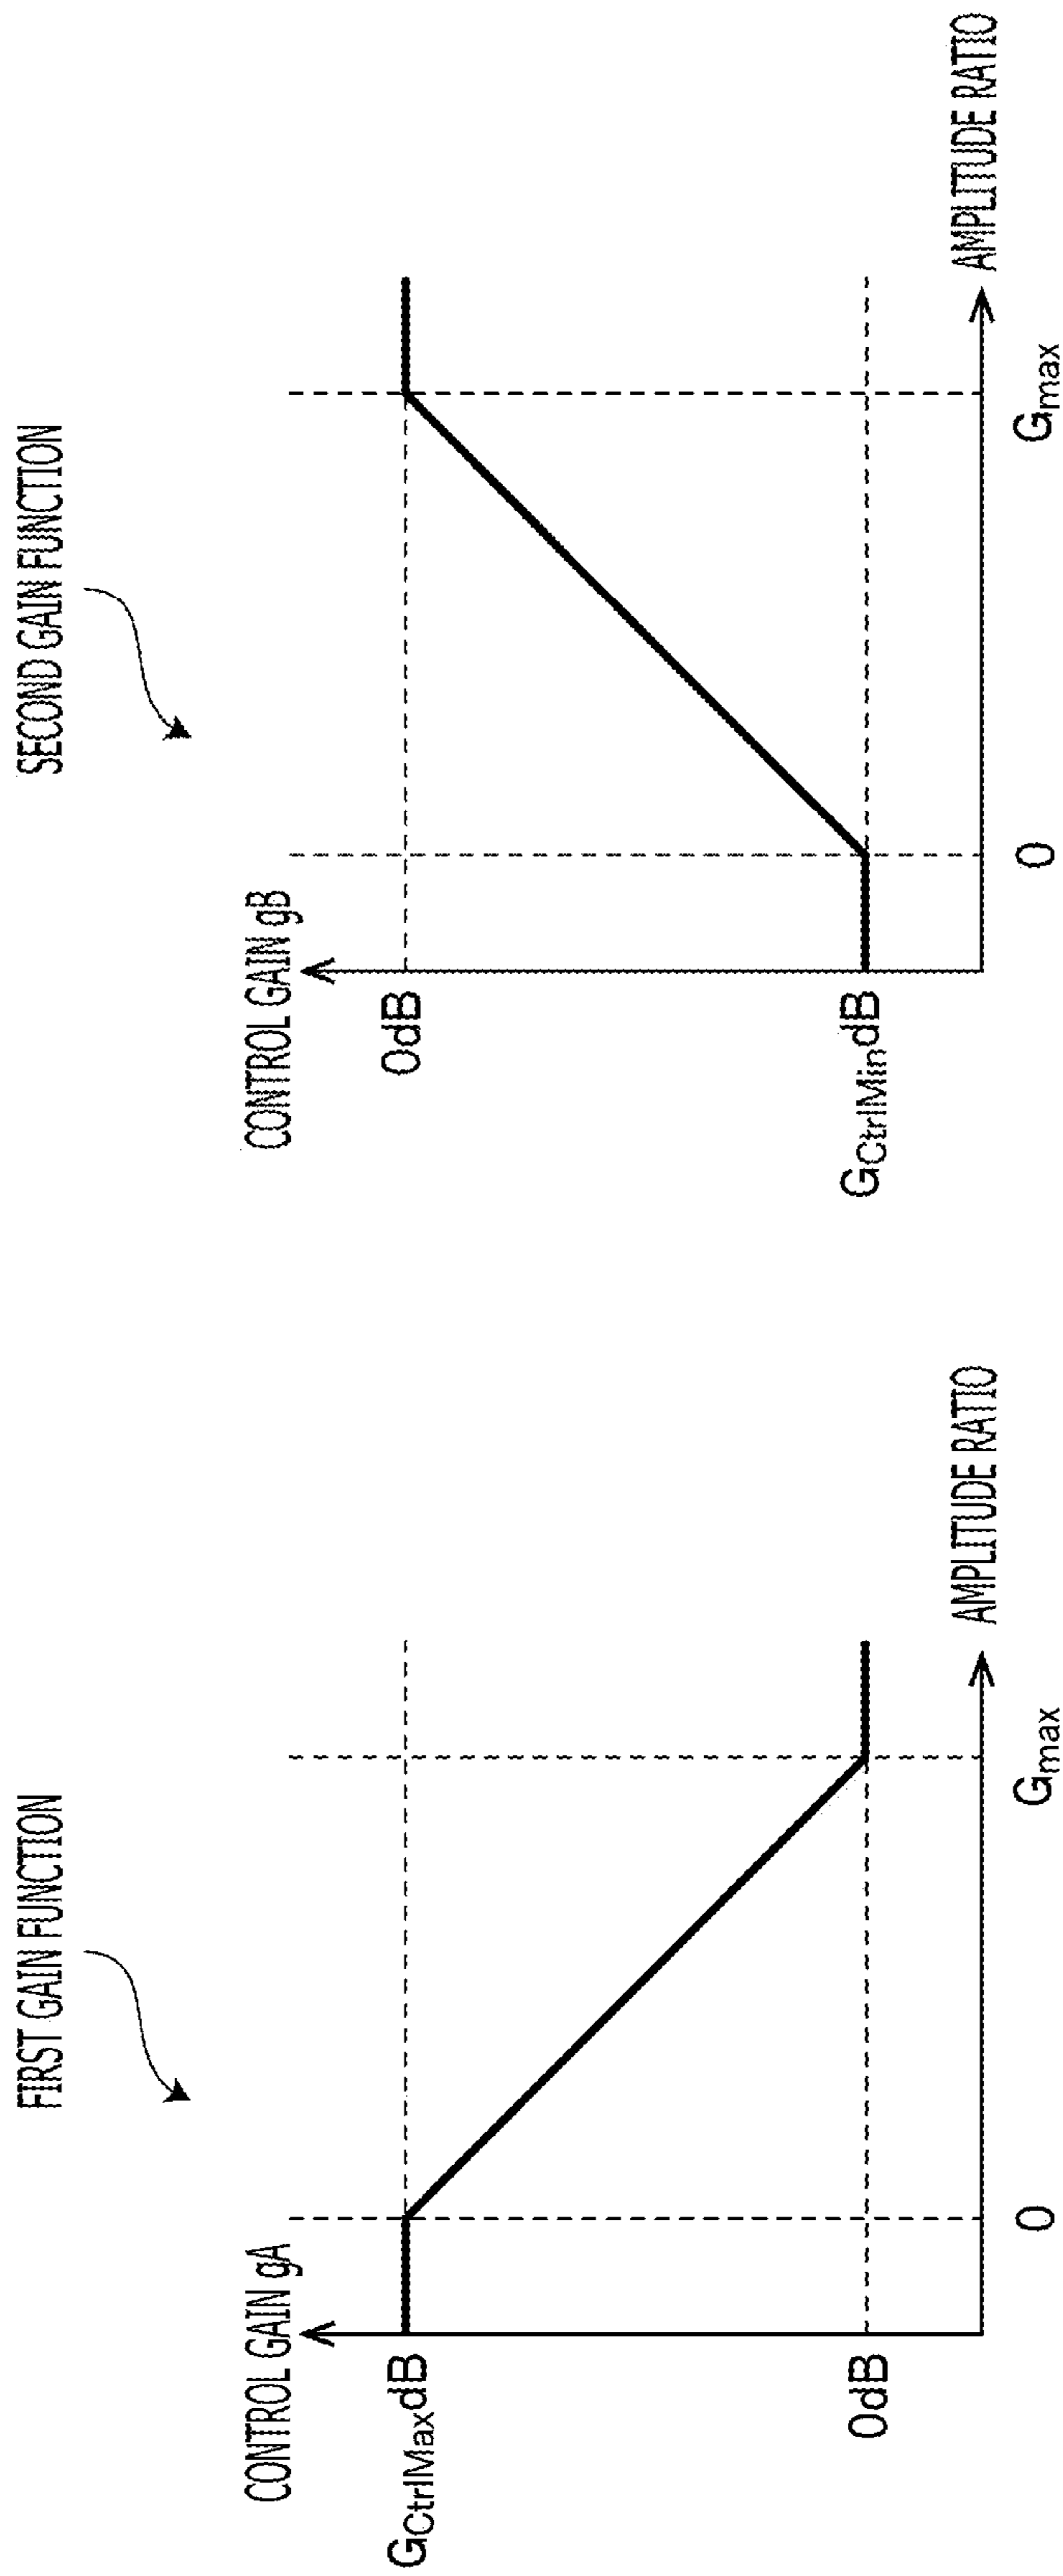 FIRST GAIN FUNCTION
CONTROL GAIN gA
GCtrlMaxdB
0dB
0
Gmax
AMPLITUDE RATIO
SECOND GAIN FUNCTION
CONTROL GAIN gB
0dB
GCtrlMindB
0
Gmax
AMPLITUDE RATIO